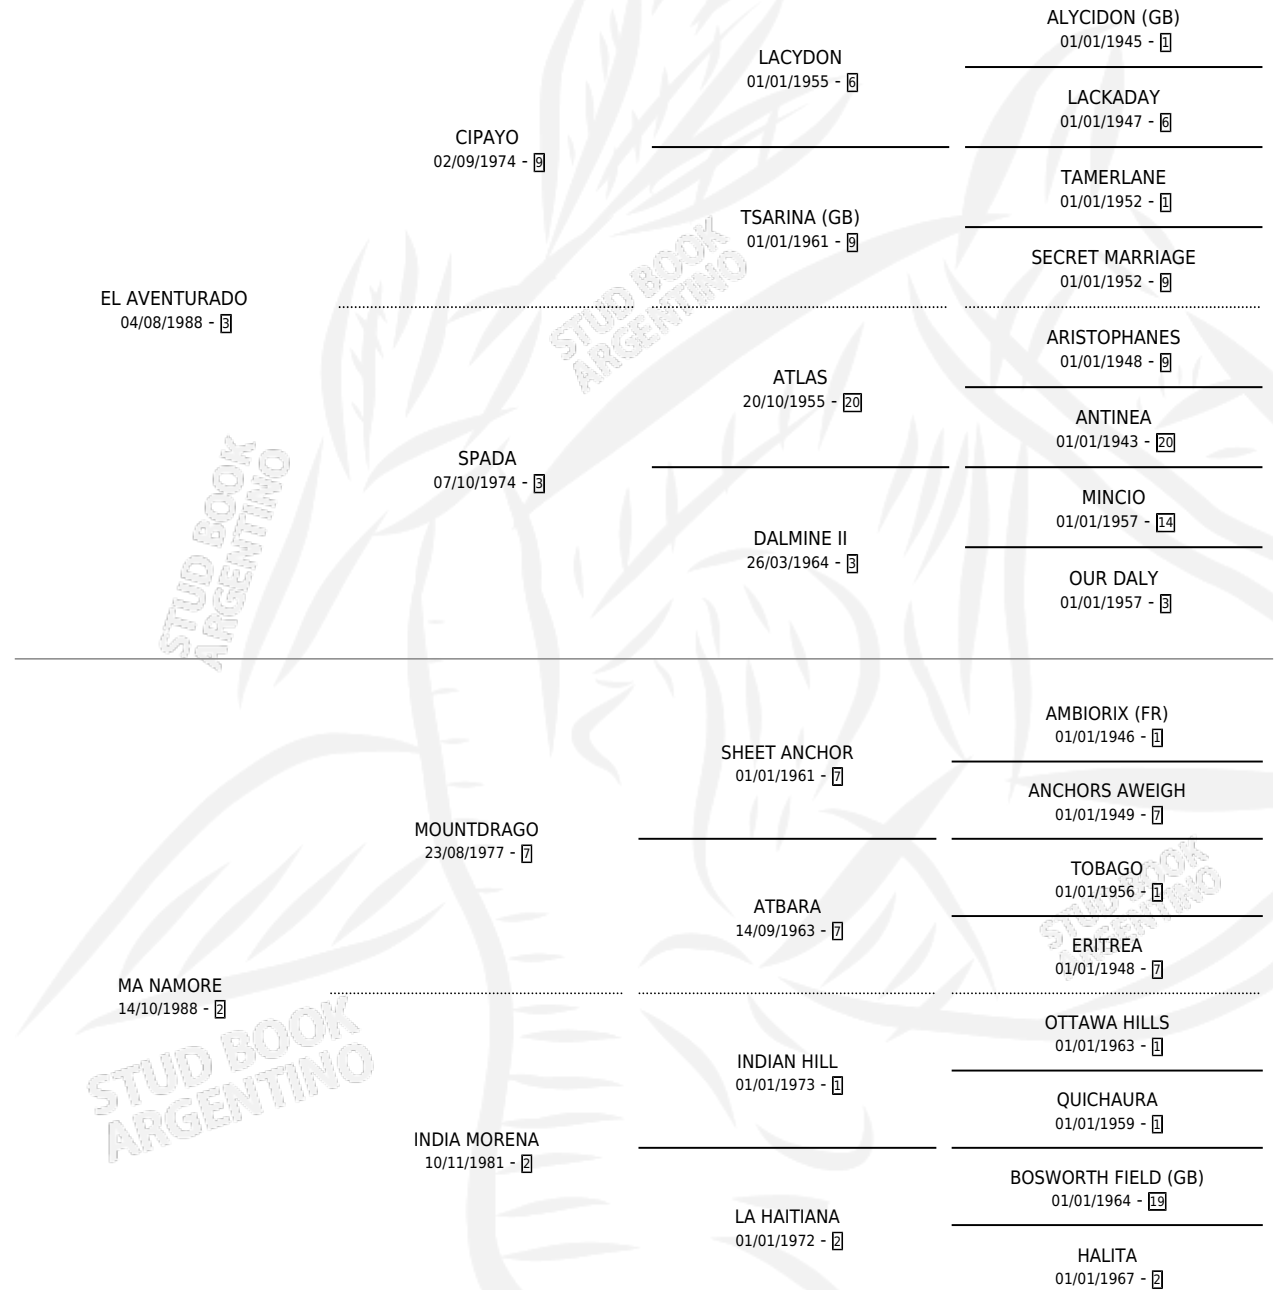 ALYCIDON (GB)
01/01/1945 - 1
LACYDON
01/01/1955 - 6
LACKADAY
01/01/1947 - 6
CIPAYO
02/09/1974 - 9
TAMERLANE
01/01/1952 - 1
TSARINA (GB)
01/01/1961 - 9
SECRET MARRIAGE
01/01/1952 - 9
EL AVENTURADO
04/08/1988 - 3
ARISTOPHANES
01/01/1948 - 9
ATLAS
20/10/1955 - 20
ANTINEA
01/01/1943 - 20
SPADA
07/10/1974 - 3
MINCIO
01/01/1957 - 14
DALMINE II
26/03/1964 - 3
OUR DALY
01/01/1957 - 3
STUD BOOK
ARGENTINO
STUD BOOK
ARGENTINO
AMBIORIX (FR)
01/01/1946 - 1
SHEET ANCHOR
01/01/1961 - 7
ANCHORS AWEIGH
01/01/1949 - 7
MOUNTDRAGO
23/08/1977 - 7
TOBAGO
01/01/1956 - 1
ATBARA
14/09/1963 - 7
ERITREA
01/01/1948 - 7
MA NAMORE
14/10/1988 - 2
OTTAWA HILLS
01/01/1963 - 1
INDIAN HILL
01/01/1973 - 1
QUICHAURA
01/01/1959 - 1
INDIA MORENA
10/11/1981 - 2
BOSWORTH FIELD (GB)
01/01/1964 - 19
LA HAITIANA
01/01/1972 - 2
HALITA
01/01/1967 - 2
STUD BOOK
ARGENTINO
STUD BOOK
ARGENTINO